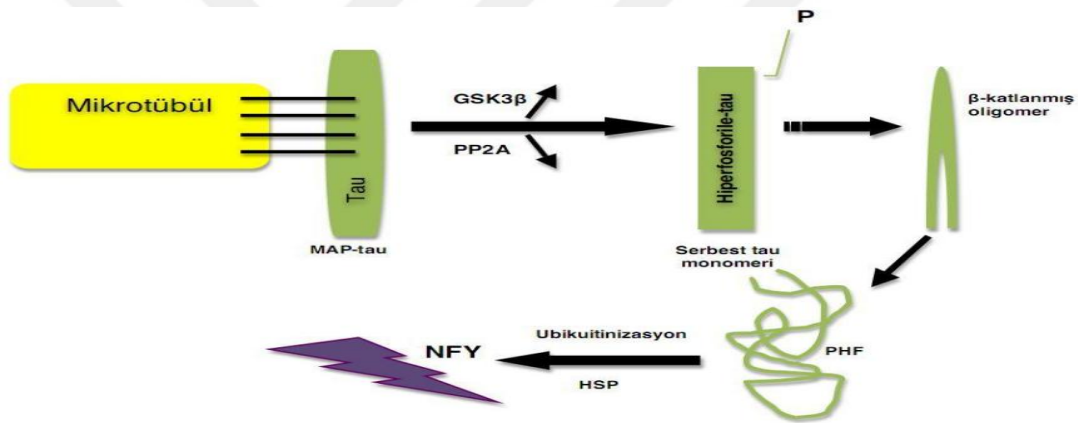 P
Mikrotübül
GSK3β
PP2A
Tau
MAP-tau
Hiperfosforile-tau
Serbest tau
monomeri
β-katlanmış
oligomer
PHF
Ubikuitinizasyon
HSP
NFY